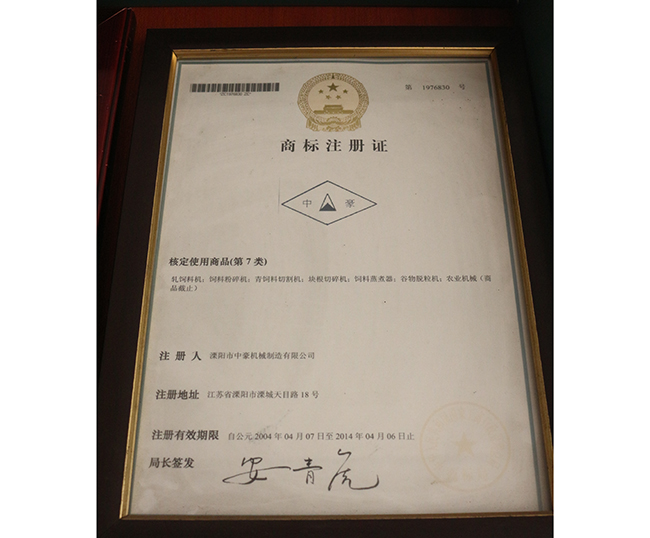 第 1976830 号
商标注册证
中 豪
核定使用商品(第 7 类)
轧饲料机；饲料粉碎机；青饲料切割机；块根切碎机；饲料蒸煮器；谷物脱粒机；农业机械（商
品截止）
注册人 溧阳市中豪机械制造有限公司
注册地址 江苏省溧阳市溧城天目路 18 号
注册有效期限 自公元 2004 年 04 月 07 日至 2014 年 04 月 06 日止
局长签发 安青虎